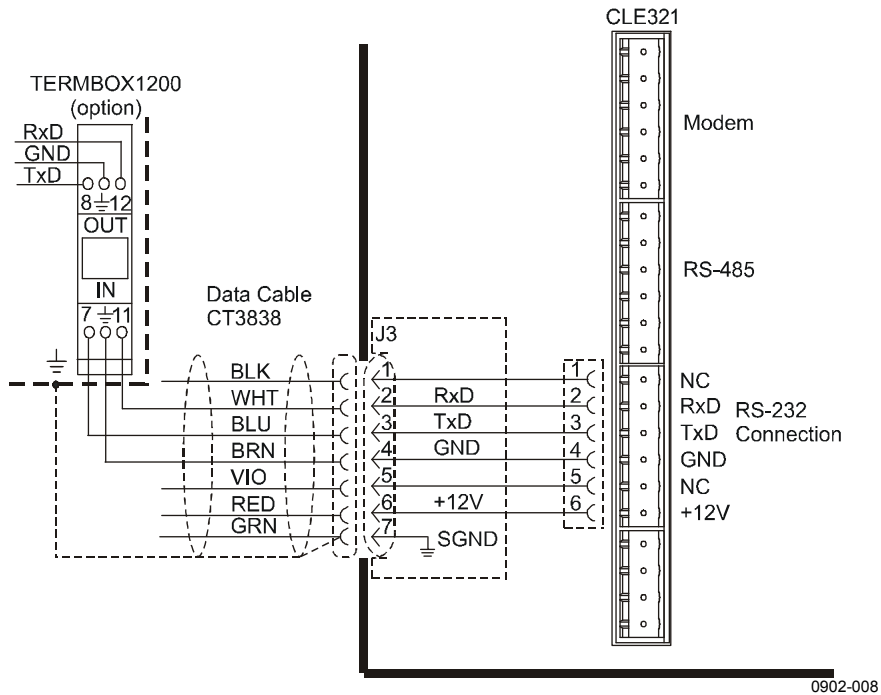 CLE321
TERMBOX1200
(option)
RxD
GND
TxD
8 12
OUT
IN
7 11
Modem
RS-485
Data Cable
CT3838
J3
BLK 1 1 NC
WHT 2 RxD 2 RxD
BLU 3 TxD 3 TxD
BRN 4 GND 4 GND
VIO 5 5 NC
RED 6 +12V 6 +12V
GRN 7 SGND
RS-232
Connection
0902-008